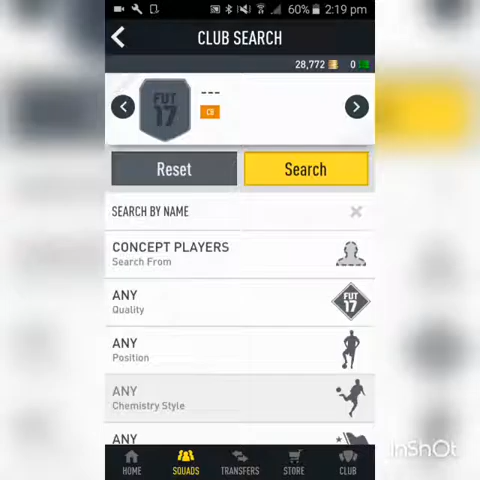 60% 2:19 pm
CLUB SEARCH
28,772 0
FUT
17
---
CB
Reset Search
SEARCH BY NAME
CONCEPT PLAYERS
Search From
ANY
Quality
FUT
17
ANY
Position
ANY
Chemistry Style
ANY
HOME SQUADS TRANSFERS STORE CLUB
InShOt